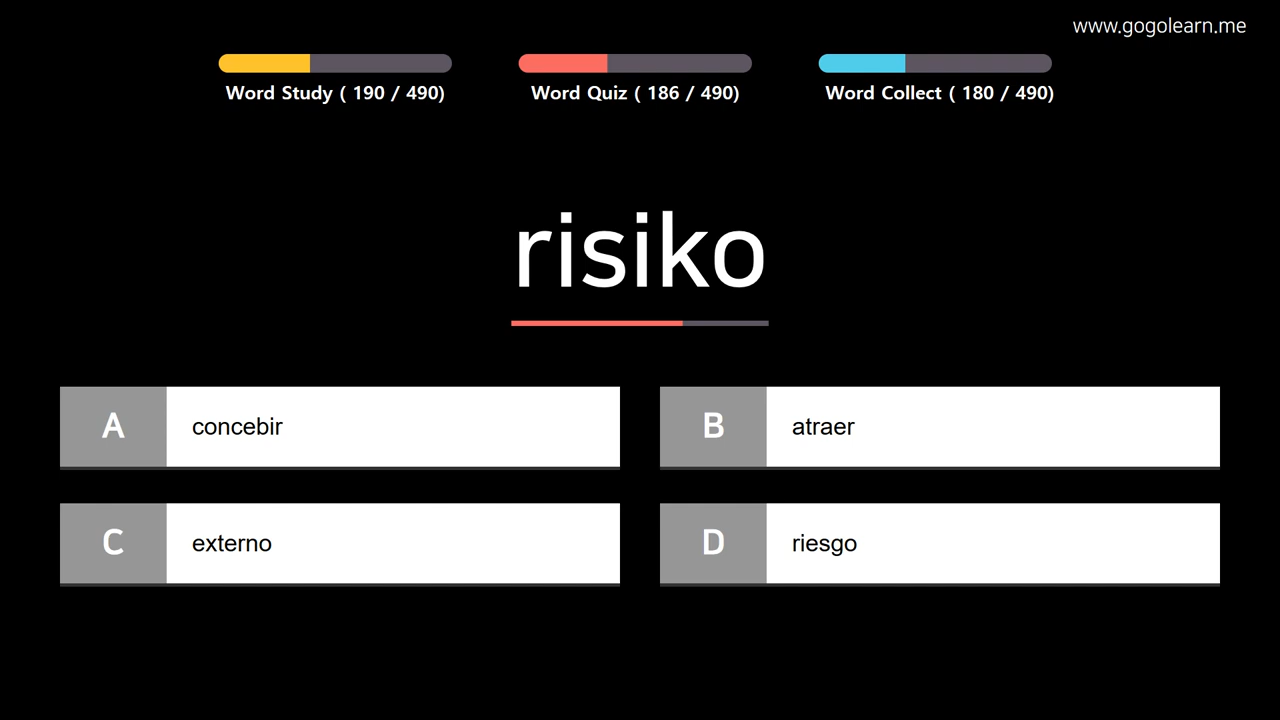 www.gogolearn.me
Word Study ( 190 / 490)
Word Quiz ( 186 / 490)
Word Collect ( 180 / 490)
risiko
A
concebir
B
atraer
C
externo
D
riesgo